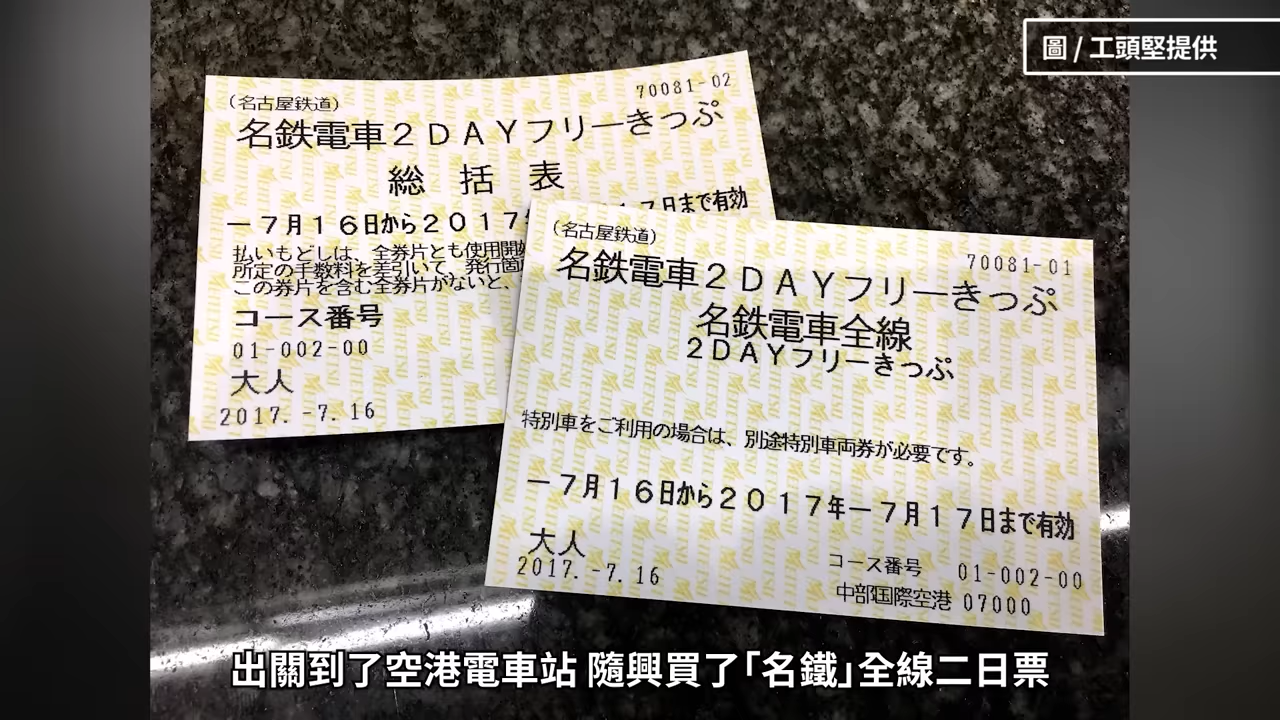 圖 / 工頭堅提供
(名古屋鉄道)
70081-02
名鉄電車2DAYフリーきっぷ
総 括 表
-7月16日から2017
7日まで有効
払いもどしは、全券片とも使用開
所定の手数料を差引いて、発行箇
この券片を含む全券片がないと、
コース番号
01-002-00
大人
2017.-7.16
(名古屋鉄道)
70081-01
名鉄電車2DAYフリーきっぷ
名鉄電車全線
2DAYフリーきっぷ
特別車をご利用の場合は、別途特別車両券が必要です。
-7月16日から2017年-7月17日まで有効
大人
2017.-7.16
コース番号 01-002-00
中部国際空港 07000
出關到了空港電車站 隨興買了「名鐵」全線二日票